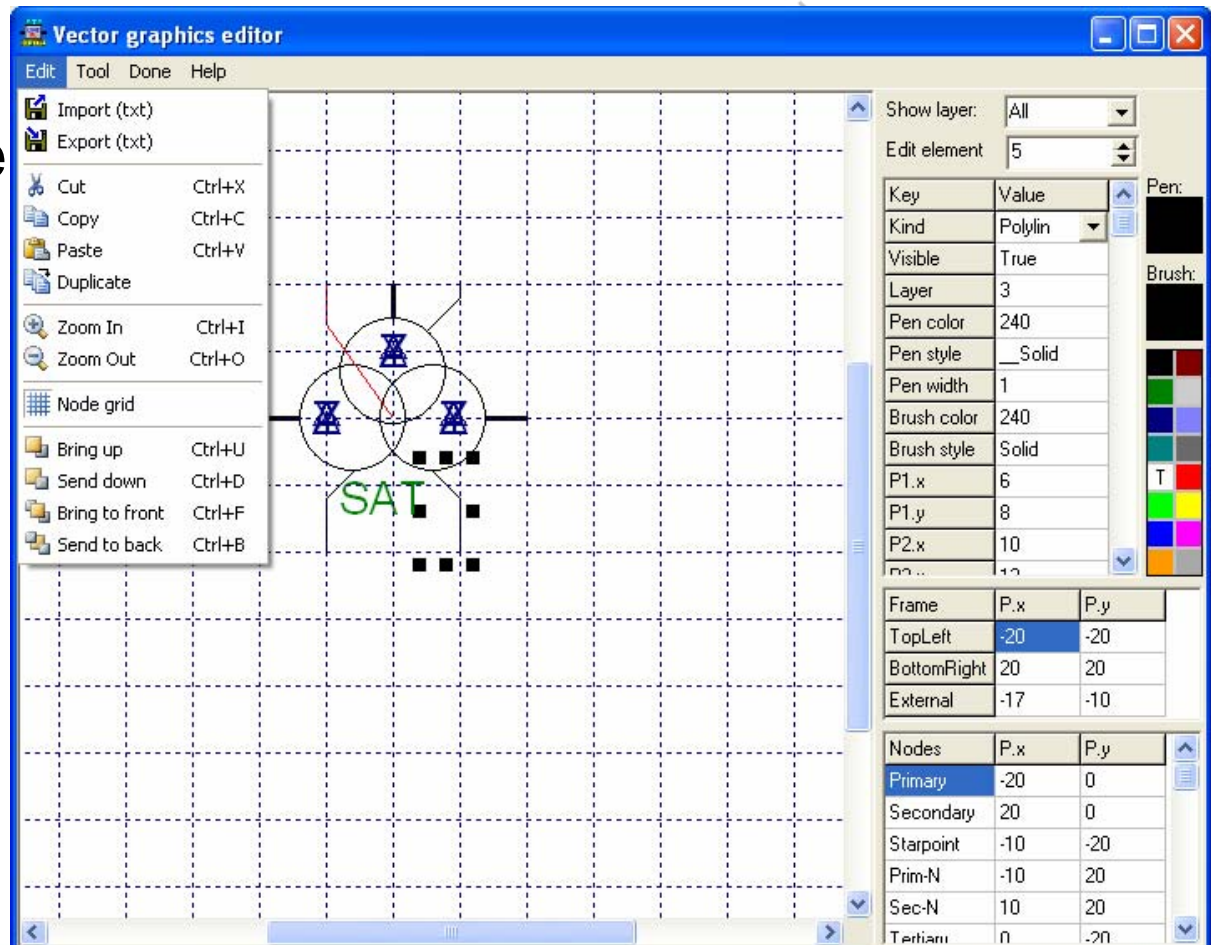 Vector graphics editor
Edit Tool Done Help
Import (txt)
Export (txt)
Cut Ctrl+X
Copy Ctrl+C
Paste Ctrl+V
Duplicate
Zoom In Ctrl+I
Zoom Out Ctrl+O
Node grid
Bring up Ctrl+U
Send down Ctrl+D
Bring to front Ctrl+F
Send to back Ctrl+B
e
SAT
Show layer: All
Edit element 5
Key Value
Kind Polylin
Visible True
Layer 3
Pen color 240
Pen style __Solid
Pen width 1
Brush color 240
Brush style Solid
P1.x 6
P1.y 8
P2.x 10
Pen:
Brush:
T
Frame P.x P.y
TopLeft -20 -20
BottomRight 20 20
External -17 -10
Nodes P.x P.y
Primary -20 0
Secondary 20 0
Starpoint -10 -20
Prim-N -10 20
Sec-N 10 20
Tertiary 0 -20